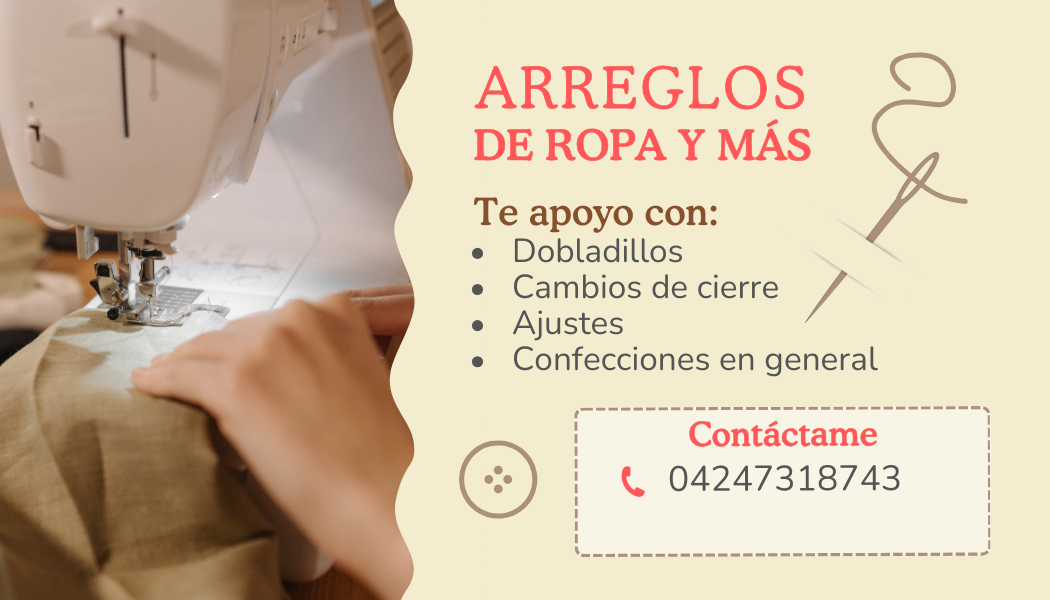 ARREGLOS
DE ROPA Y MÁS
Te apoyo con:
• Dobladillos
• Cambios de cierre
• Ajustes
• Confecciones en general
Contáctame
04247318743